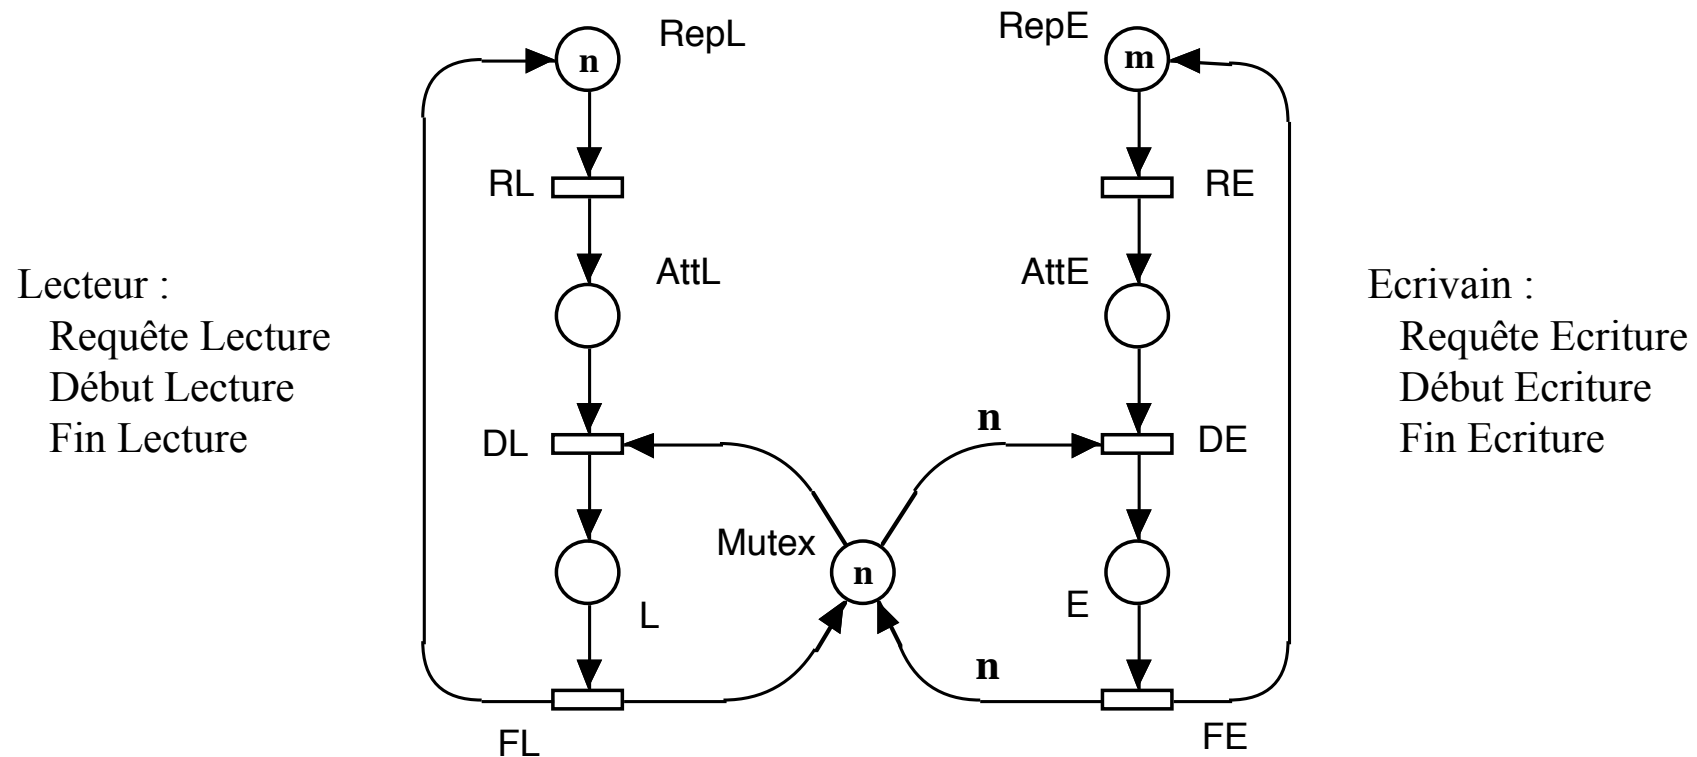 RepL
RepE
n
m
RL
RE
AttL
AttE
Lecteur :
Requête Lecture
Début Lecture
Fin Lecture
Ecrivain :
Requête Ecriture
Début Ecriture
Fin Ecriture
n
DL
DE
Mutex
n
L
E
n
FL
FE